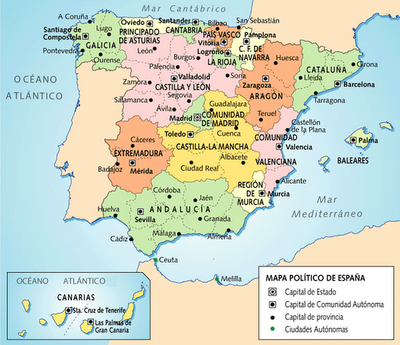 Mar Cantábrico
A Coruña
Lugo
Oviedo
Santander
Bilbao
San Sebastián
Santiago de
Compostela
PRINCIPADO
DE ASTURIAS
CANTABRIA
PAÍS VASCO
Vitoria
Pamplona
C. F. DE
NAVARRA
GALICIA
Pontevedra
Ourense
León
Burgos
Logroño
LA RIOJA
Huesca
CATALUÑA
Girona
Palencia
Zamora
Valladolid
CASTILLA Y LEÓN
Soria
Zaragoza
Lleida
Barcelona
OCÉANO
ATLÁNTICO
Salamanca
Segovia
Ávila
ARAGÓN
Tarragona
Guadalajara
Madrid
COMUNIDAD
DE MADRID
Teruel
Castellón
de la Plana
Toledo
Cuenca
COMUNIDAD
VALENCIANA
Valencia
Palma
BALEARES
Cáceres
EXTREMADURA
CASTILLA-LA MANCHA
Albacete
Badajoz
Mérida
Ciudad Real
Alicante
REGIÓN
DE
MURCIA
Murcia
Córdoba
Jaén
Huelva
Sevilla
ANDALUCÍA
Granada
Cádiz
Málaga
Almería
Mar
Mediterráneo
Ceuta
Melilla
OCÉANO ATLÁNTICO
CANARIAS
Sta. Cruz de Tenerife
Las Palmas de
Gran Canaria
MAPA POLÍTICO DE ESPAÑA
Capital de Estado
Capital de Comunidad Autónoma
Capital de provincia
Ciudades Autónomas